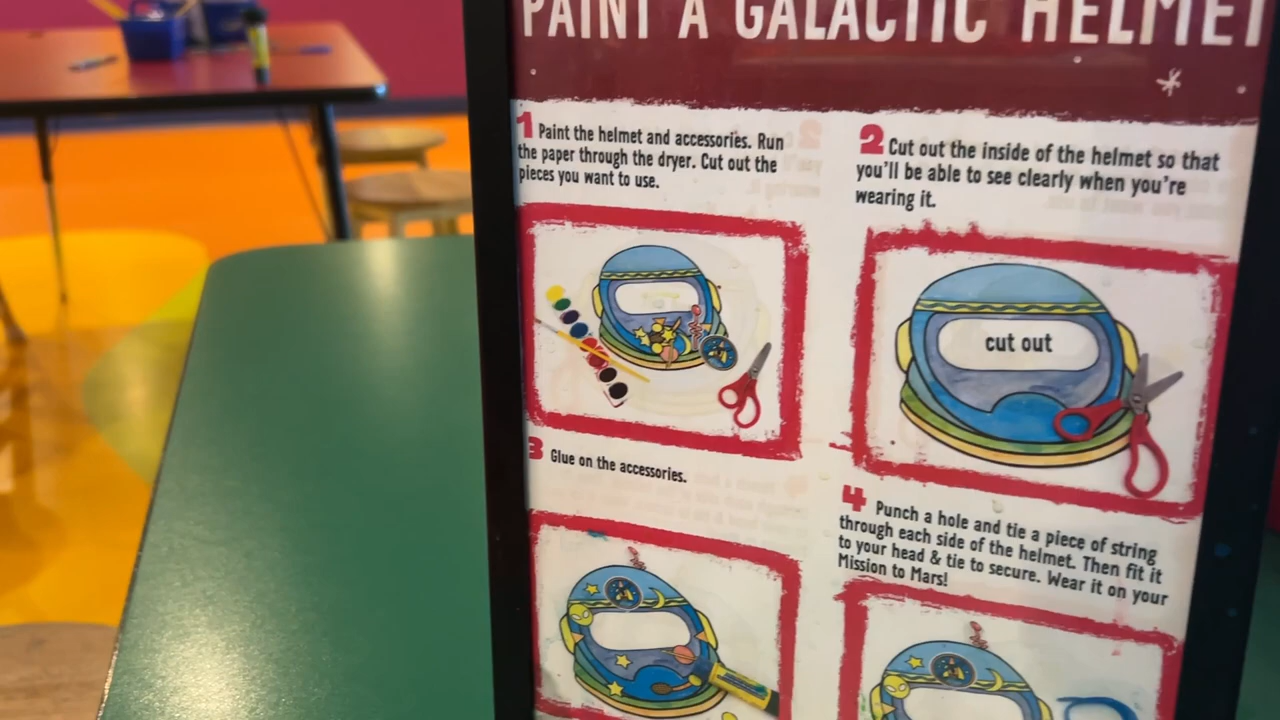 PAINT A GALACTIC HELMET
1 Paint the helmet and accessories. Run
the paper through the dryer. Cut out the
pieces you want to use.
2 Cut out the inside of the helmet so that
you'll be able to see clearly when you're
wearing it.
cut out
3 Glue on the accessories.
4 Punch a hole and tie a piece of string
through each side of the helmet. Then fit it
to your head & tie to secure. Wear it on your
Mission to Mars!